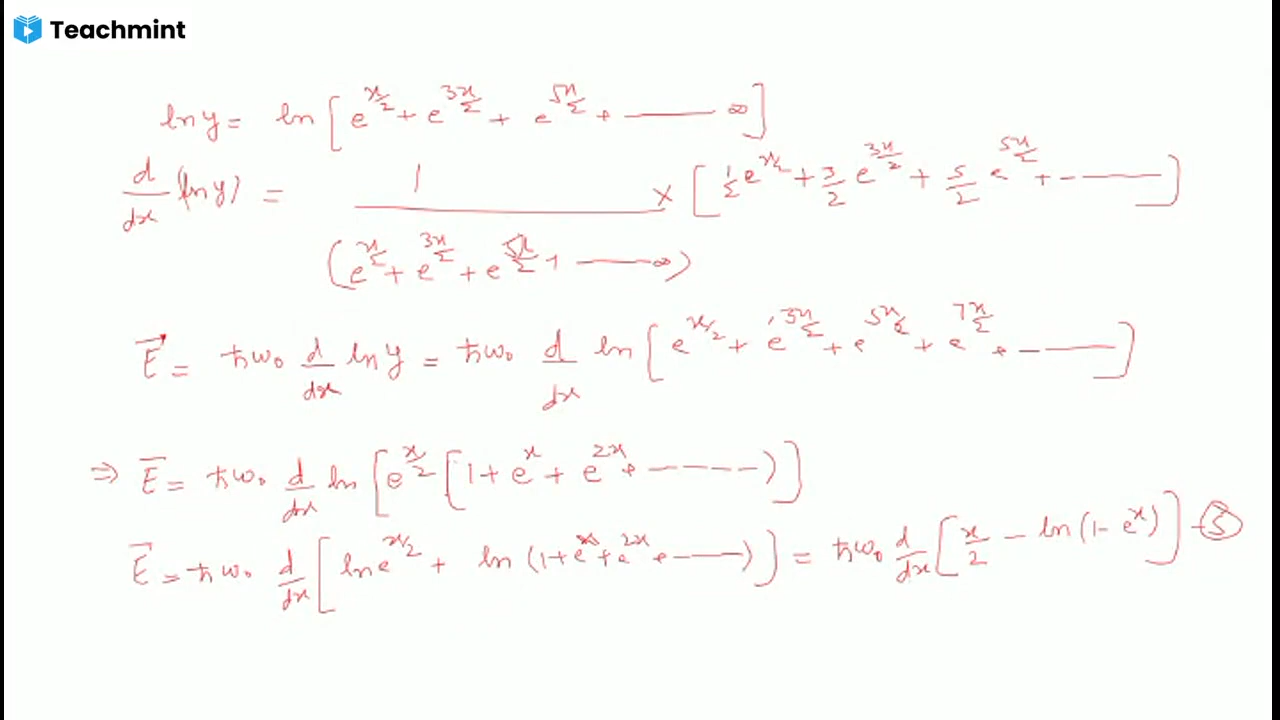 Teachmint
ln y = ln [e^{x/2} + e^{3x/2} + e^{5x/2} + —— ∞]
d/dx (ln y) = 1/(e^{x/2} + e^{3x/2} + e^{5x/2} + —— ∞) × [1/2 e^{x/2} + 3/2 e^{3x/2} + 5/2 e^{5x/2} + - ——]
E̅ = ħω₀ d/dx ln y = ħω₀ d/dx ln [e^{x/2} + e^{3x/2} + e^{5x/2} + e^{7x/2} + - ——]
⇒ E̅ = ħω₀ d/dx ln [e^{x/2} [1 + e^x + e^{2x} + - - - - -)]
E̅ = ħω₀ d/dx [ln e^{x/2} + ln (1 + e^x + e^{2x} + - ——)] = ħω₀ d/dx [x/2 - ln (1 - e^x)] - ⑤